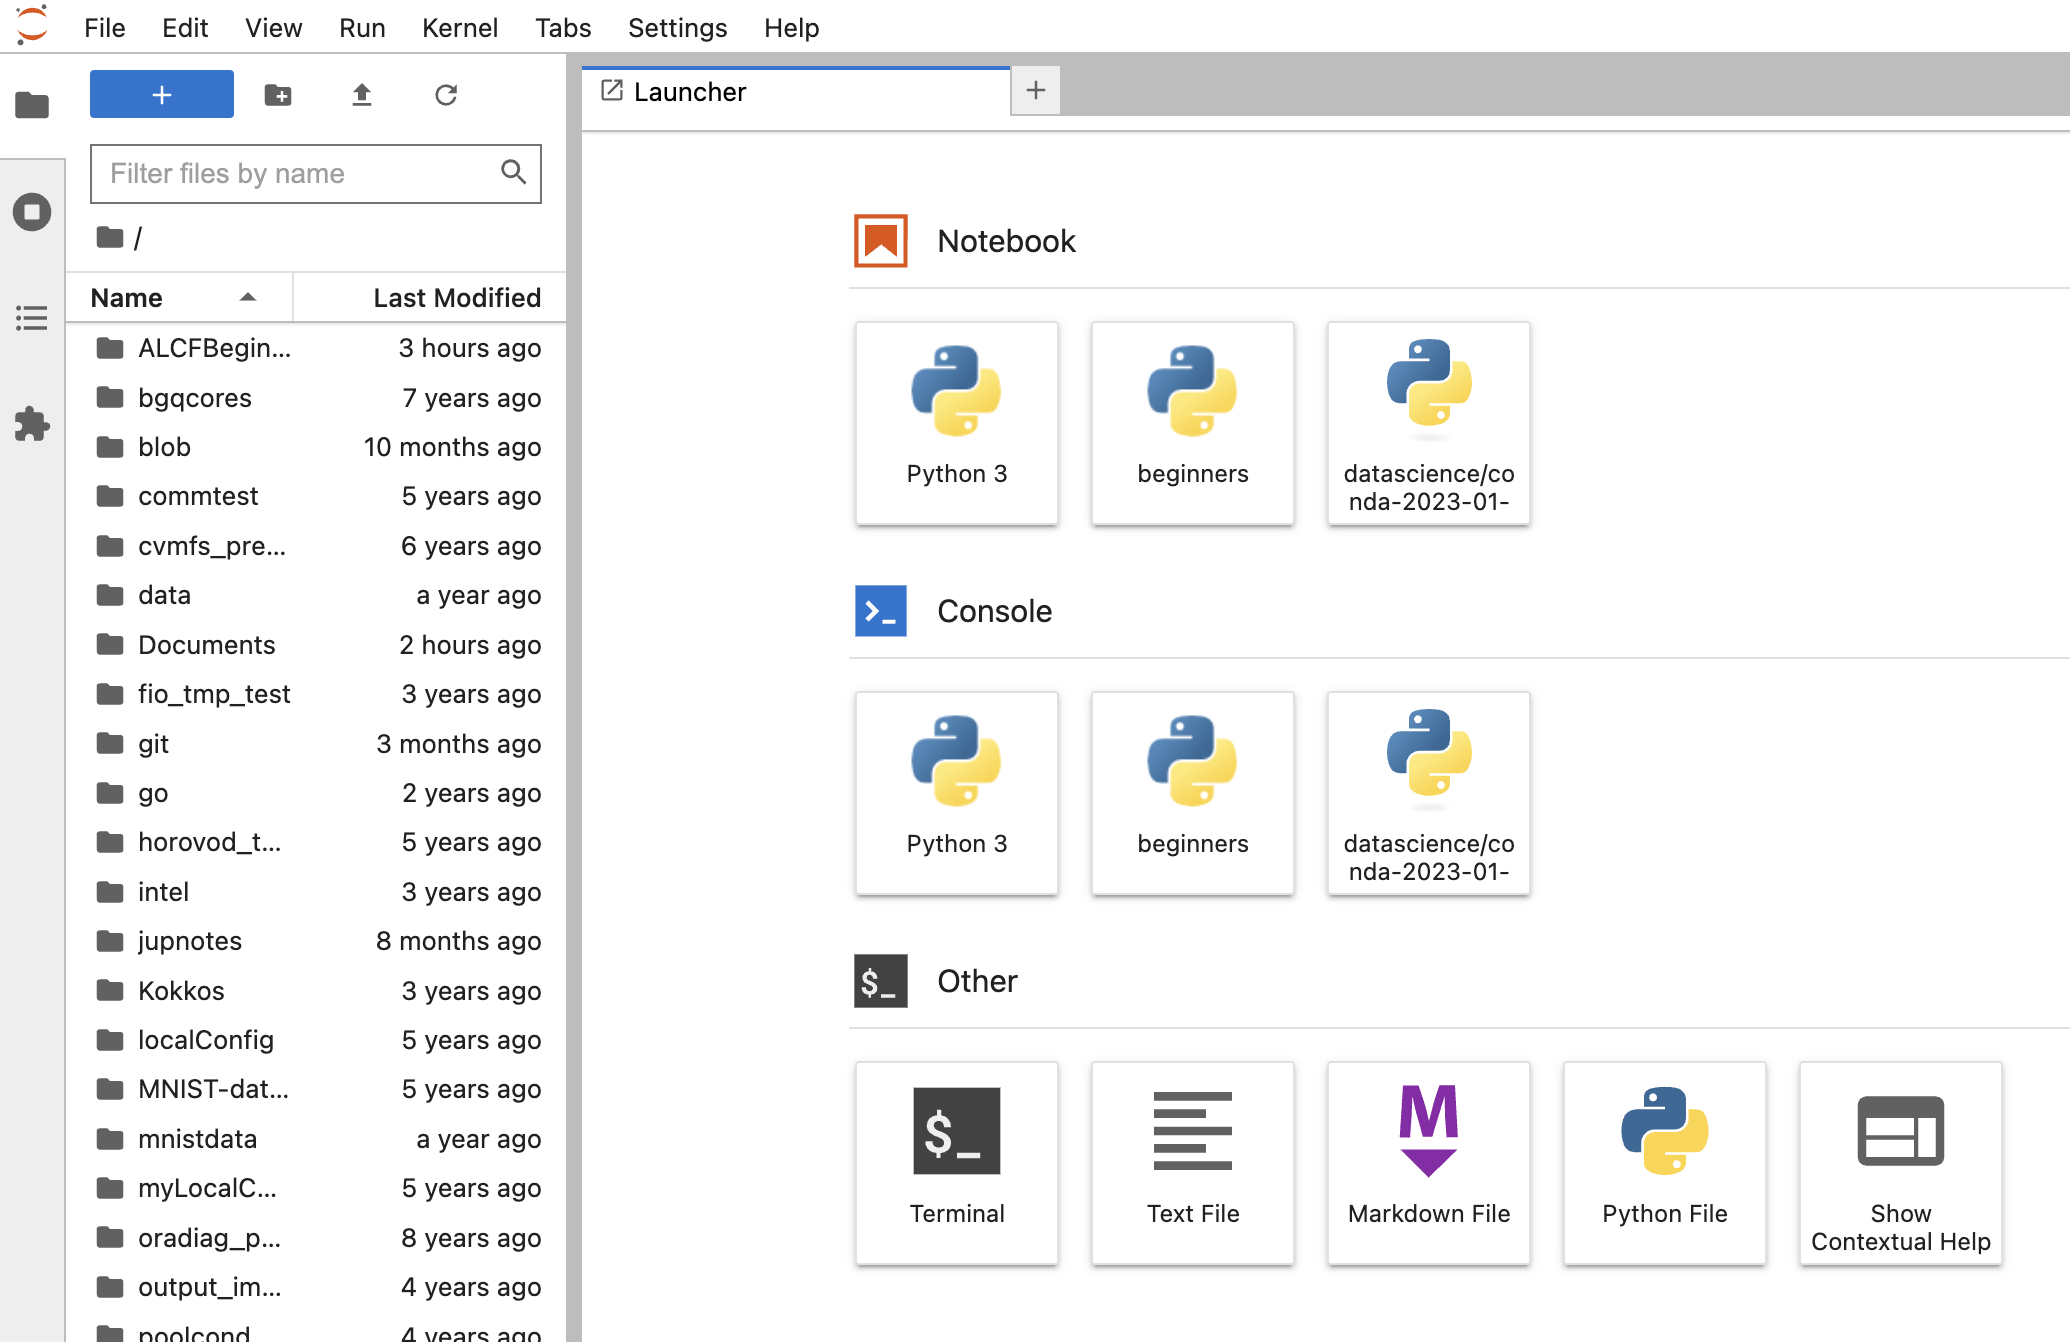 File Edit View Run Kernel Tabs Settings Help
+
Filter files by name
/
Name Last Modified
ALCFBegin... 3 hours ago
bgqcores 7 years ago
blob 10 months ago
commtest 5 years ago
cvmfs_pre... 6 years ago
data a year ago
Documents 2 hours ago
fio_tmp_test 3 years ago
git 3 months ago
go 2 years ago
horovod_t... 5 years ago
intel 3 years ago
jupnotes 8 months ago
Kokkos 3 years ago
localConfig 5 years ago
MNIST-dat... 5 years ago
mnistdata a year ago
myLocalC... 5 years ago
oradiag_p... 8 years ago
output_im... 4 years ago
poolcond 4 years ago
Launcher +
Notebook
Python 3
beginners
datascience/co
nda-2023-01-
>_ Console
Python 3
beginners
datascience/co
nda-2023-01-
$_ Other
$_
Terminal
Text File
M
Markdown File
Python File
Show
Contextual Help